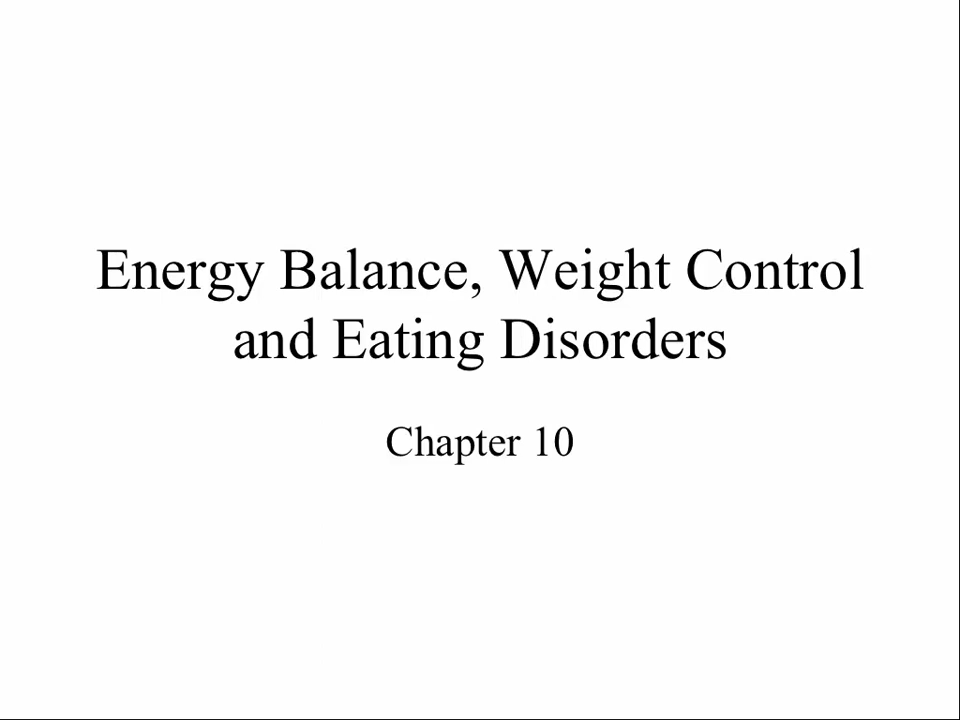 Energy Balance, Weight Control
and Eating Disorders
Chapter 10